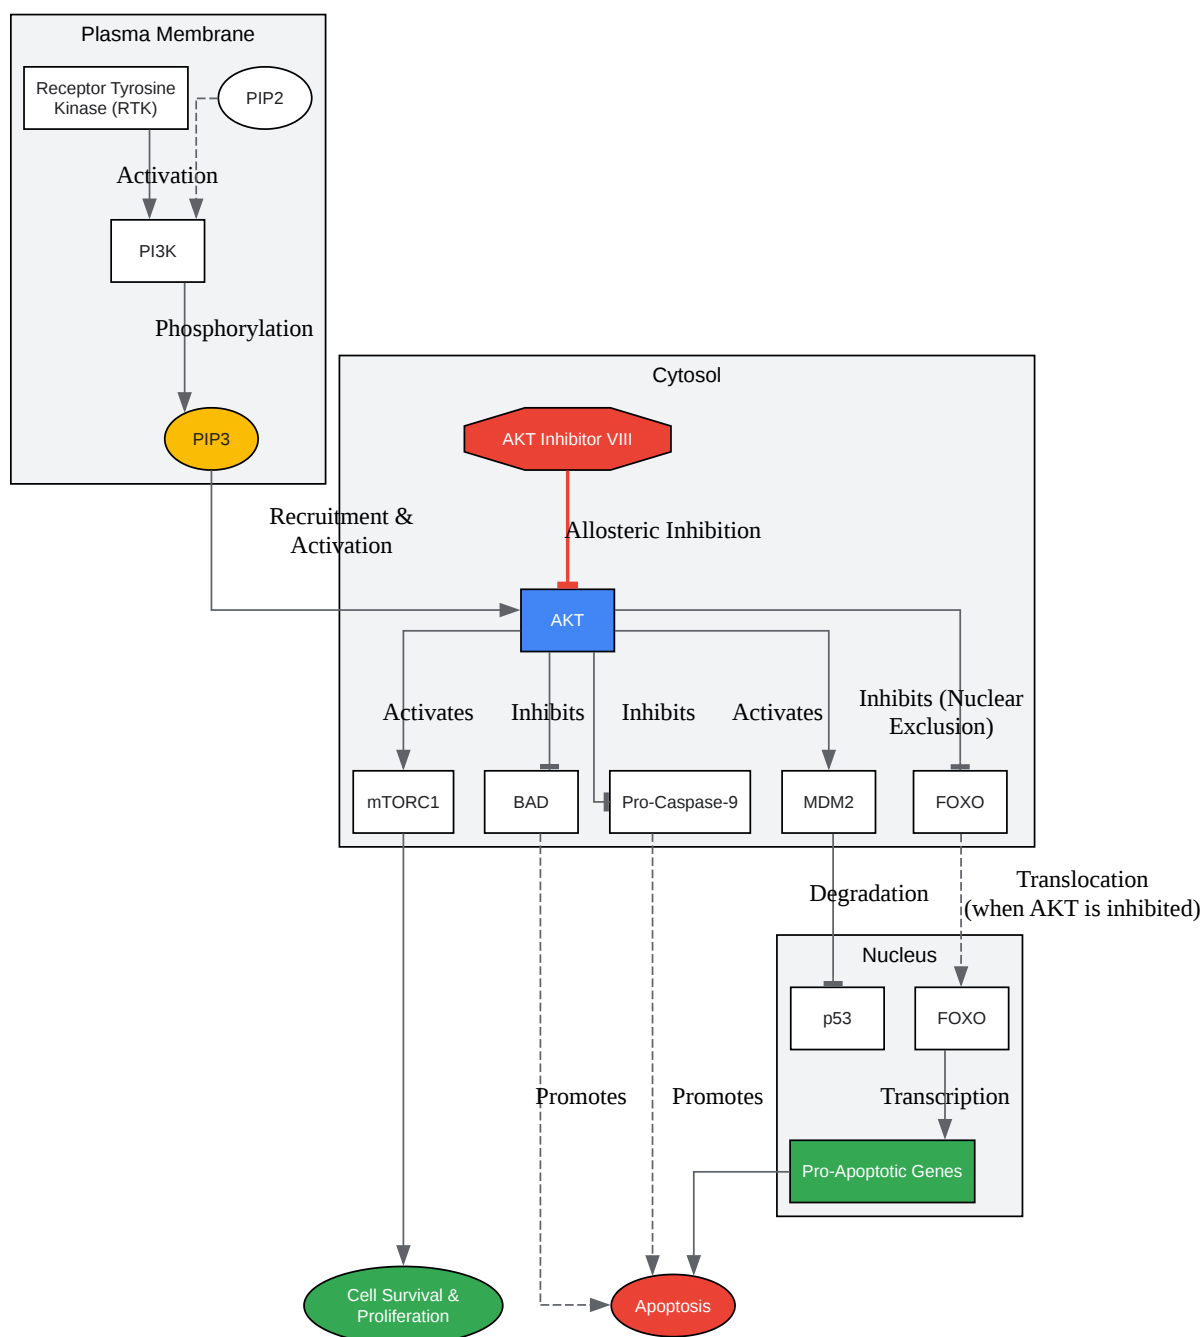 Plasma Membrane
Receptor Tyrosine
Kinase (RTK)
PIP2
Activation
PI3K
Phosphorylation
PIP3
Cytosol
AKT Inhibitor VIII
Recruitment &
Activation
Allosteric Inhibition
AKT
Activates
Inhibits
Inhibits
Activates
Inhibits (Nuclear
Exclusion)
mTORC1
BAD
Pro-Caspase-9
MDM2
FOXO
Degradation
Translocation
(when AKT is inhibited)
Nucleus
p53
FOXO
Promotes
Promotes
Transcription
Pro-Apoptotic Genes
Cell Survival &
Proliferation
Apoptosis